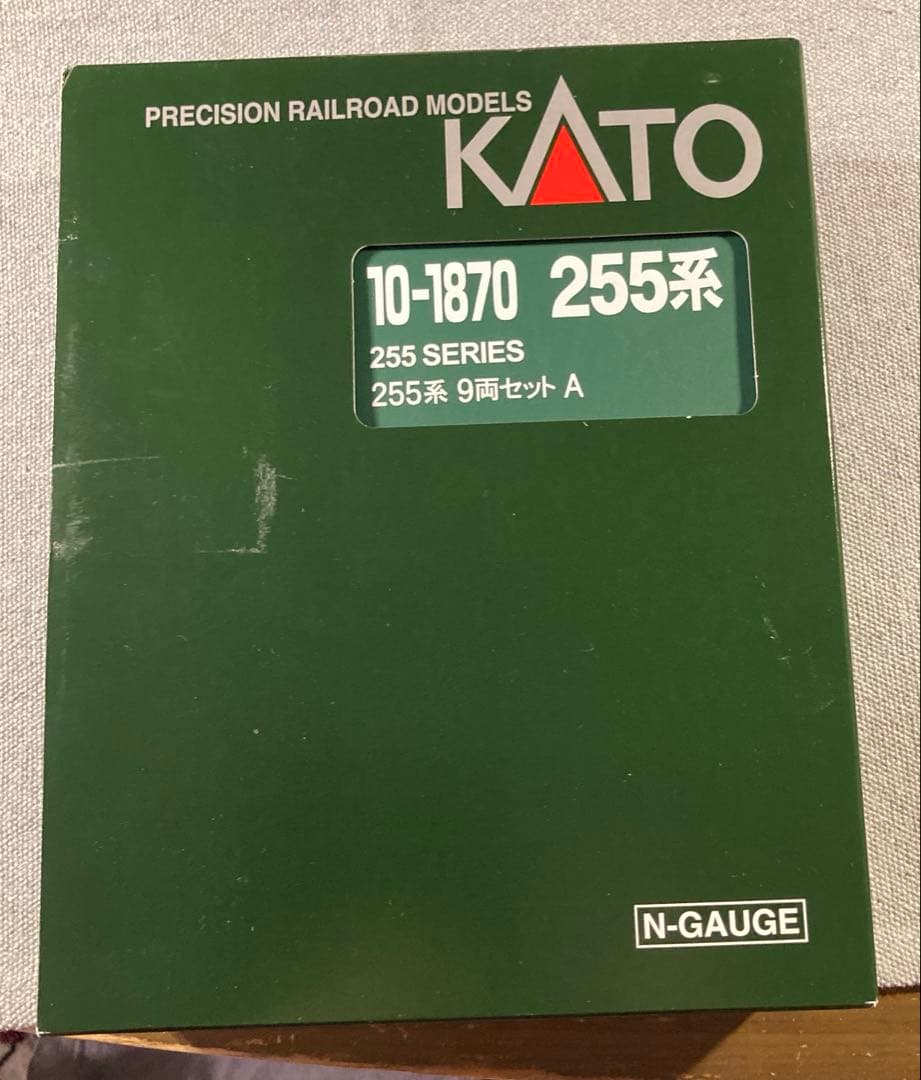 PRECISION RAILROAD MODELS
KATO
10-1870 255系
255 SERIES
255系 9両セット A
N-GAUGE